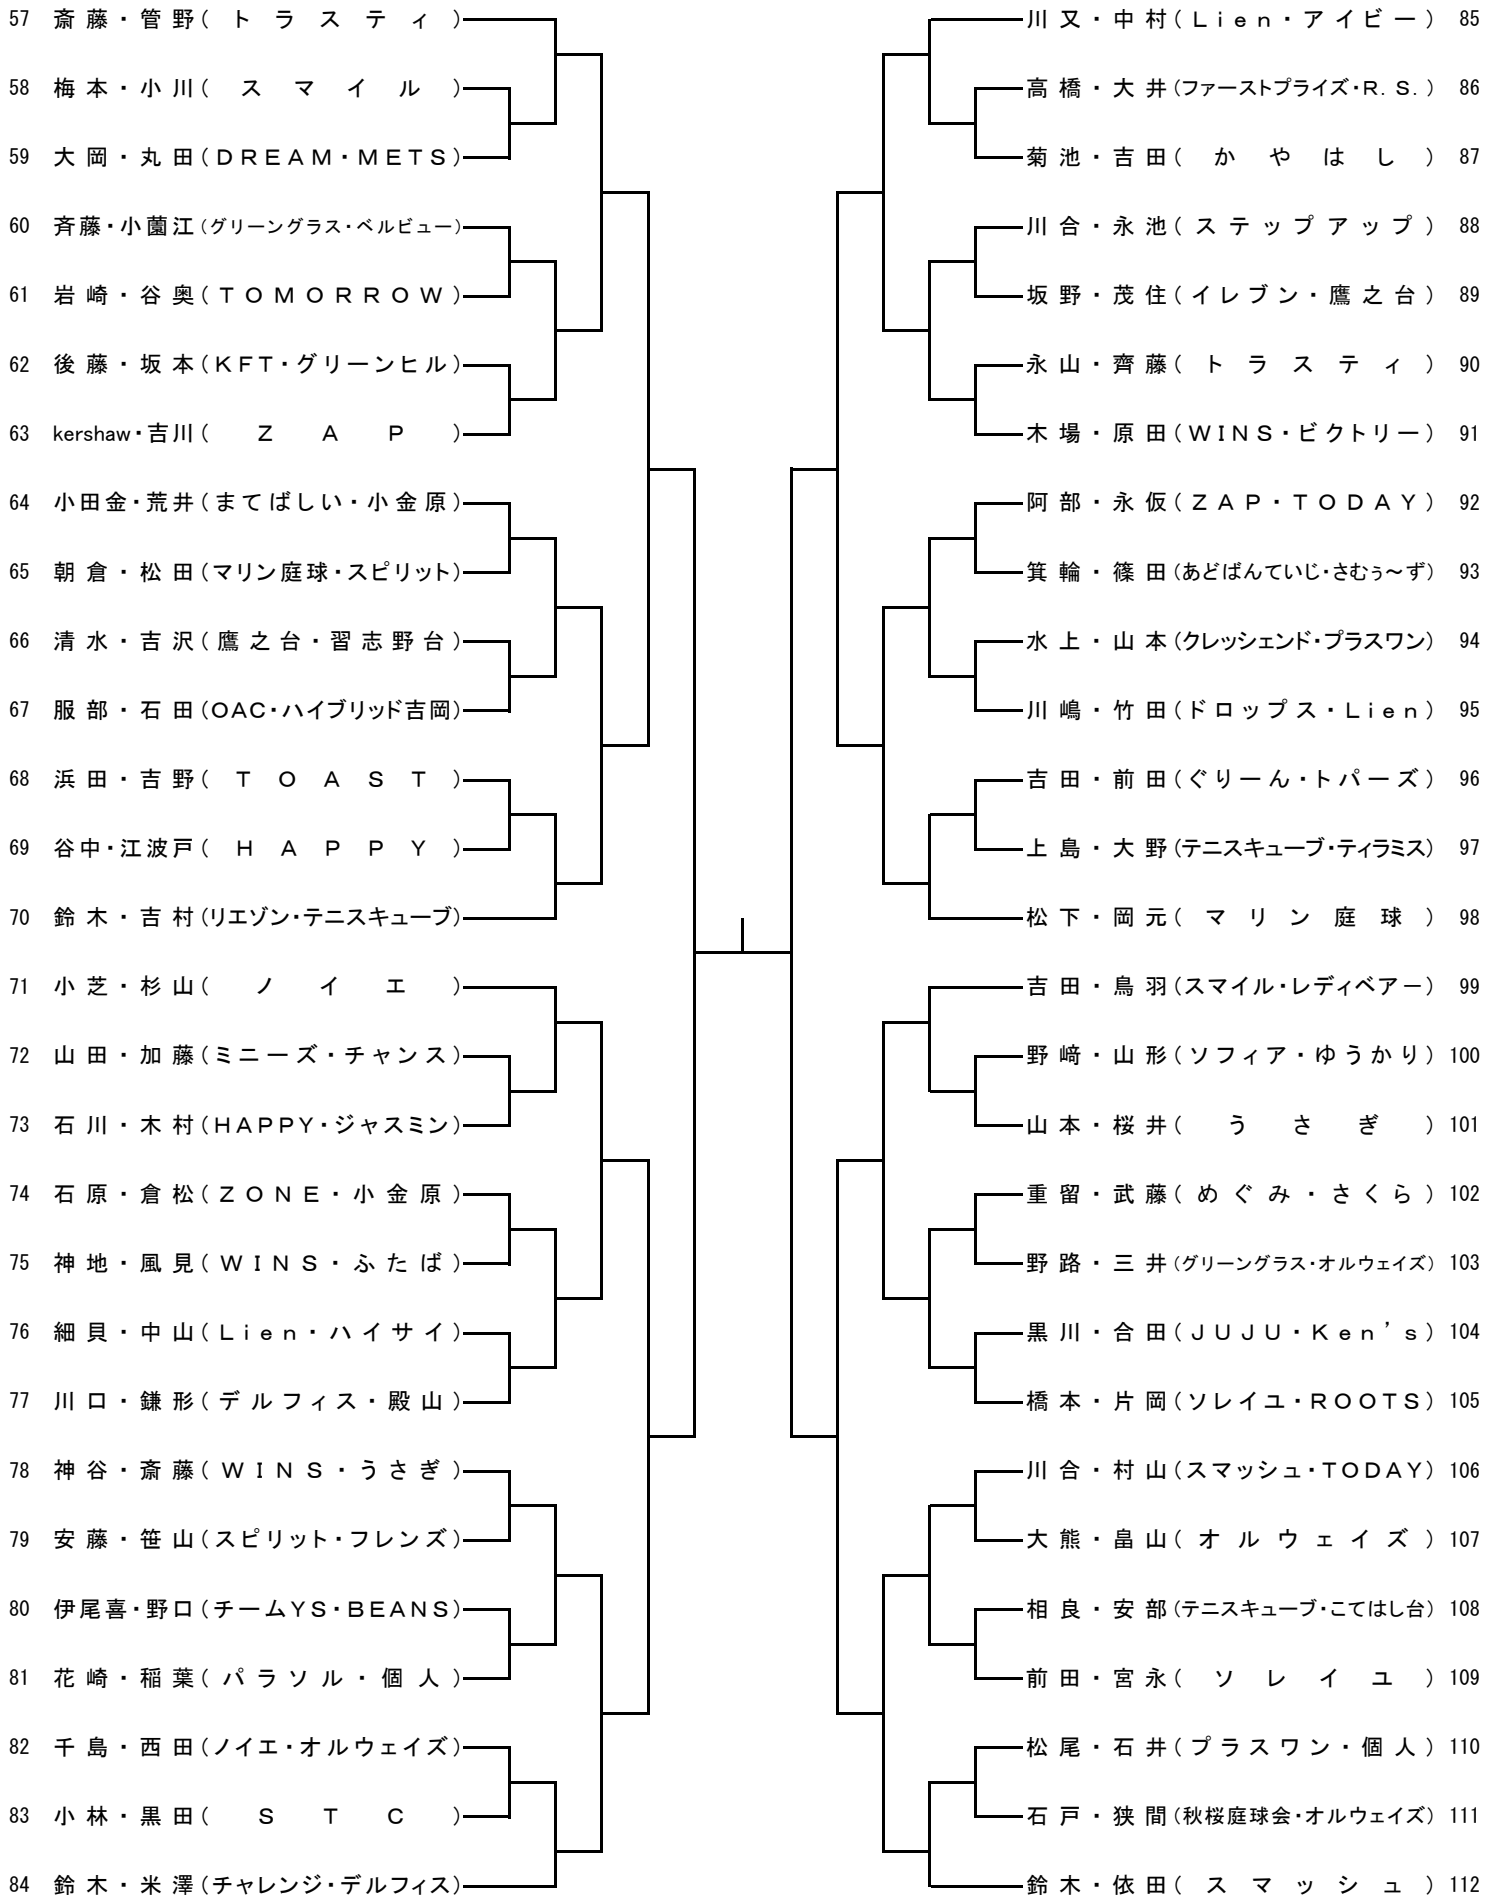 57 斎藤・管野(トラスティ)
58 梅本・小川(スマイル)
59 大岡・丸田(DREAM・METS)
60 斉藤・小薗江(グリーングラス・ベルビュー)
61 岩崎・谷奥(TOMORROW)
62 後藤・坂本(KFT・グリーンヒル)
63 kershaw・吉川(ZAP)
64 小田金・荒井(まてばしい・小金原)
65 朝倉・松田(マリン庭球・スピリット)
66 清水・吉沢(鷹之台・習志野台)
67 服部・石田(OAC・ハイブリッド吉岡)
68 浜田・吉野(TOAST)
69 谷中・江波戸(HAPPY)
70 鈴木・吉村(リエゾン・テニスキューブ)
71 小芝・杉山(ノイエ)
72 山田・加藤(ミニーズ・チャンス)
73 石川・木村(HAPPY・ジャスミン)
74 石原・倉松(ZONE・小金原)
75 神地・風見(WINS・ふたば)
76 細貝・中山(Lien・ハイサイ)
77 川口・鎌形(デルフィス・殿山)
78 神谷・斎藤(WINS・うさぎ)
79 安藤・笹山(スピリット・フレンズ)
80 伊尾喜・野口(チームYS・BEANS)
81 花崎・稲葉(パラソル・個人)
82 千島・西田(ノイエ・オルウェイズ)
83 小林・黒田(STC)
84 鈴木・米澤(チャレンジ・デルフィス)
川又・中村(Lien・アイビー) 85
高橋・大井(ファーストプライズ・R.S.) 86
菊池・吉田(かやはし) 87
川合・永池(ステップアップ) 88
坂野・茂住(イレブン・鷹之台) 89
永山・齊藤(トラスティ) 90
木場・原田(WINS・ビクトリー) 91
阿部・永仮(ZAP・TODAY) 92
箕輪・篠田(あどばんていじ・さむぅ～ず) 93
水上・山本(クレッシェンド・プラスワン) 94
川嶋・竹田(ドロップス・Lien) 95
吉田・前田(ぐりーん・トパーズ) 96
上島・大野(テニスキューブ・ティラミス) 97
松下・岡元(マリン庭球) 98
吉田・鳥羽(スマイル・レディベアー) 99
野﨑・山形(ソフィア・ゆうかり) 100
山本・桜井(うさぎ) 101
重留・武藤(めぐみ・さくら) 102
野路・三井(グリーングラス・オルウェイズ) 103
黒川・合田(JUJU・Ken's) 104
橋本・片岡(ソレイユ・ROOTS) 105
川合・村山(スマッシュ・TODAY) 106
大熊・畠山(オルウェイズ) 107
相良・安部(テニスキューブ・こてはし台) 108
前田・宮永(ソレイユ) 109
松尾・石井(プラスワン・個人) 110
石戸・狭間(秋桜庭球会・オルウェイズ) 111
鈴木・依田(スマッシュ) 112